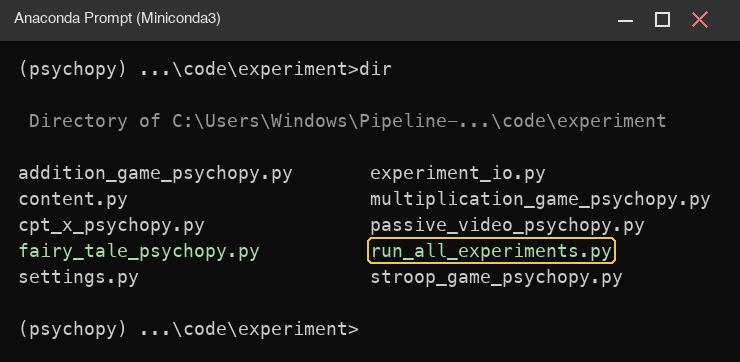 Anaconda Prompt (Miniconda3)
(psychopy) ...\code\experiment>dir
Directory of C:\Users\Windows\Pipeline-...\code\experiment
addition_game_psychopy.py experiment_io.py
content.py multiplication_game_psychopy.py
cpt_x_psychopy.py passive_video_psychopy.py
fairy_tale_psychopy.py run_all_experiments.py
settings.py stroop_game_psychopy.py
(psychopy) ...\code\experiment>